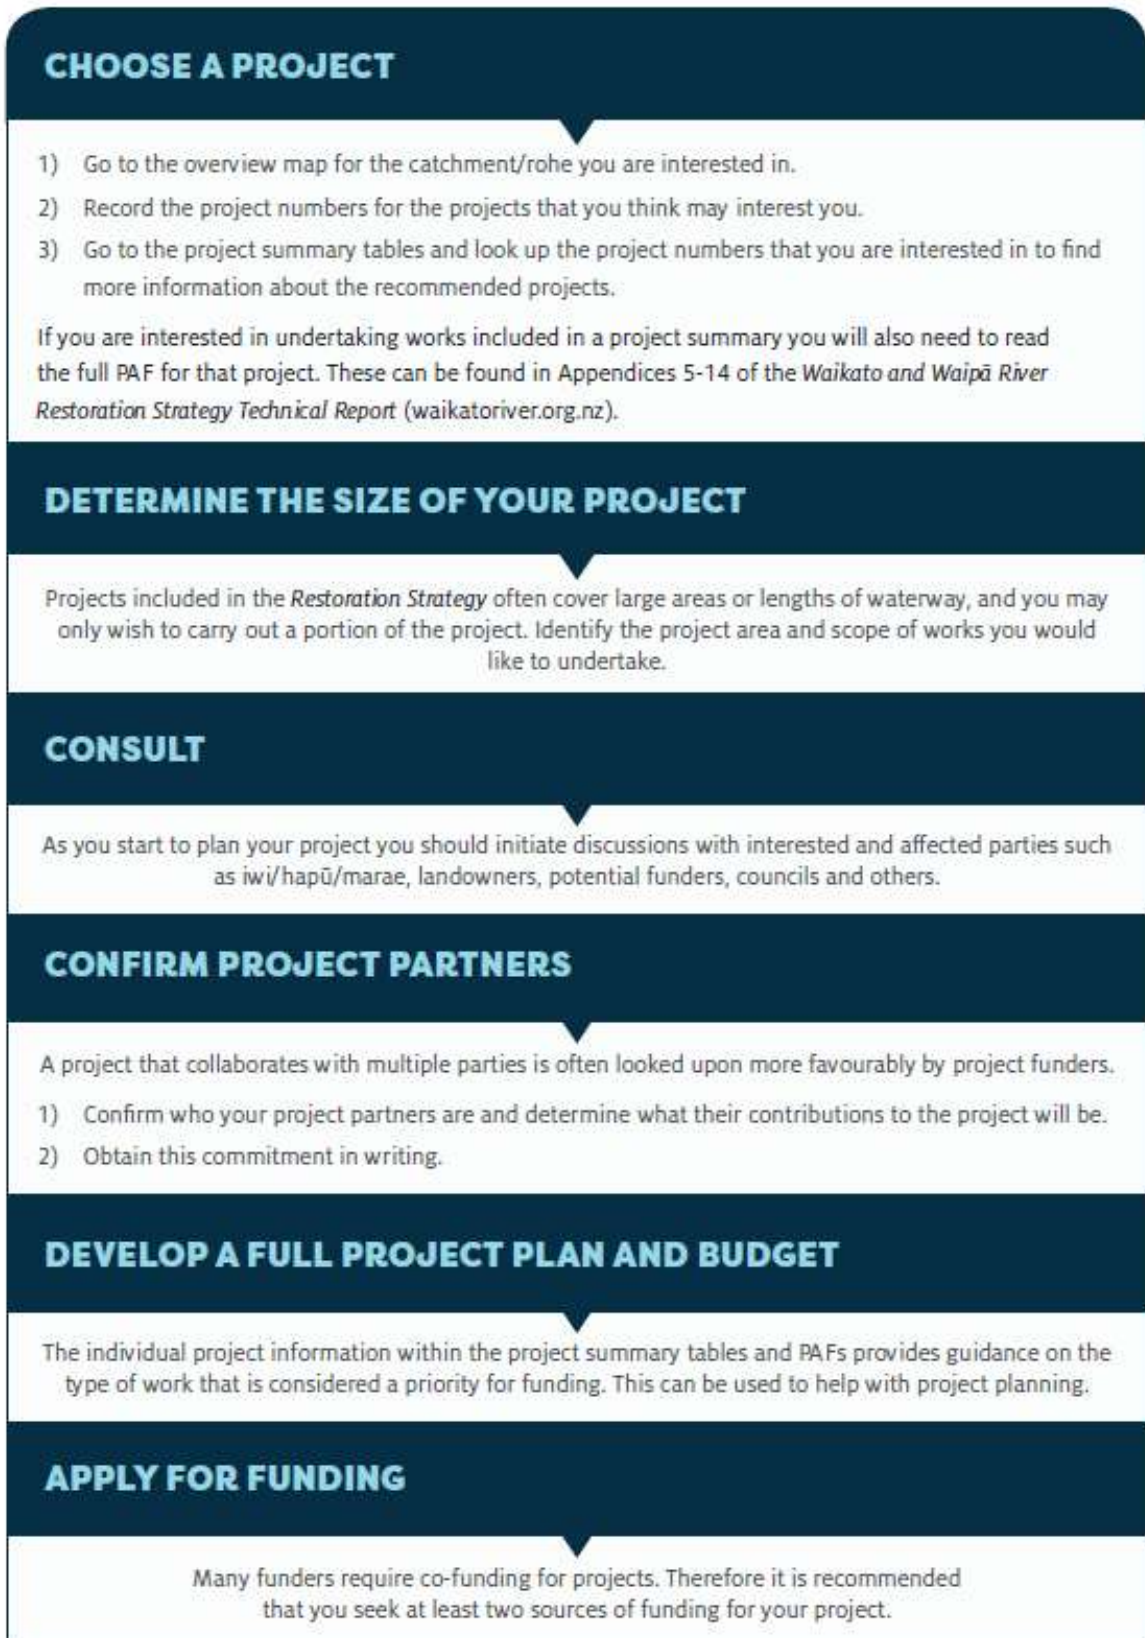 CHOOSE A PROJECT
1) Go to the overview map for the catchment/rohe you are interested in.
2) Record the project numbers for the projects that you think may interest you.
3) Go to the project summary tables and look up the project numbers that you are interested in to find
more information about the recommended projects.
If you are interested in undertaking works included in a project summary you will also need to read
the full PAF for that project. These can be found in Appendices 5-14 of the Waikato and Waipā River
Restoration Strategy Technical Report (waikatoriver.org.nz).
DETERMINE THE SIZE OF YOUR PROJECT
Projects included in the Restoration Strategy often cover large areas or lengths of waterway, and you may
only wish to carry out a portion of the project. Identify the project area and scope of works you would
like to undertake.
CONSULT
As you start to plan your project you should initiate discussions with interested and affected parties such
as iwi/hapū/marae, landowners, potential funders, councils and others.
CONFIRM PROJECT PARTNERS
A project that collaborates with multiple parties is often looked upon more favourably by project funders.
1) Confirm who your project partners are and determine what their contributions to the project will be.
2) Obtain this commitment in writing.
DEVELOP A FULL PROJECT PLAN AND BUDGET
The individual project information within the project summary tables and PAFs provides guidance on the
type of work that is considered a priority for funding. This can be used to help with project planning.
APPLY FOR FUNDING
Many funders require co-funding for projects. Therefore it is recommended
that you seek at least two sources of funding for your project.